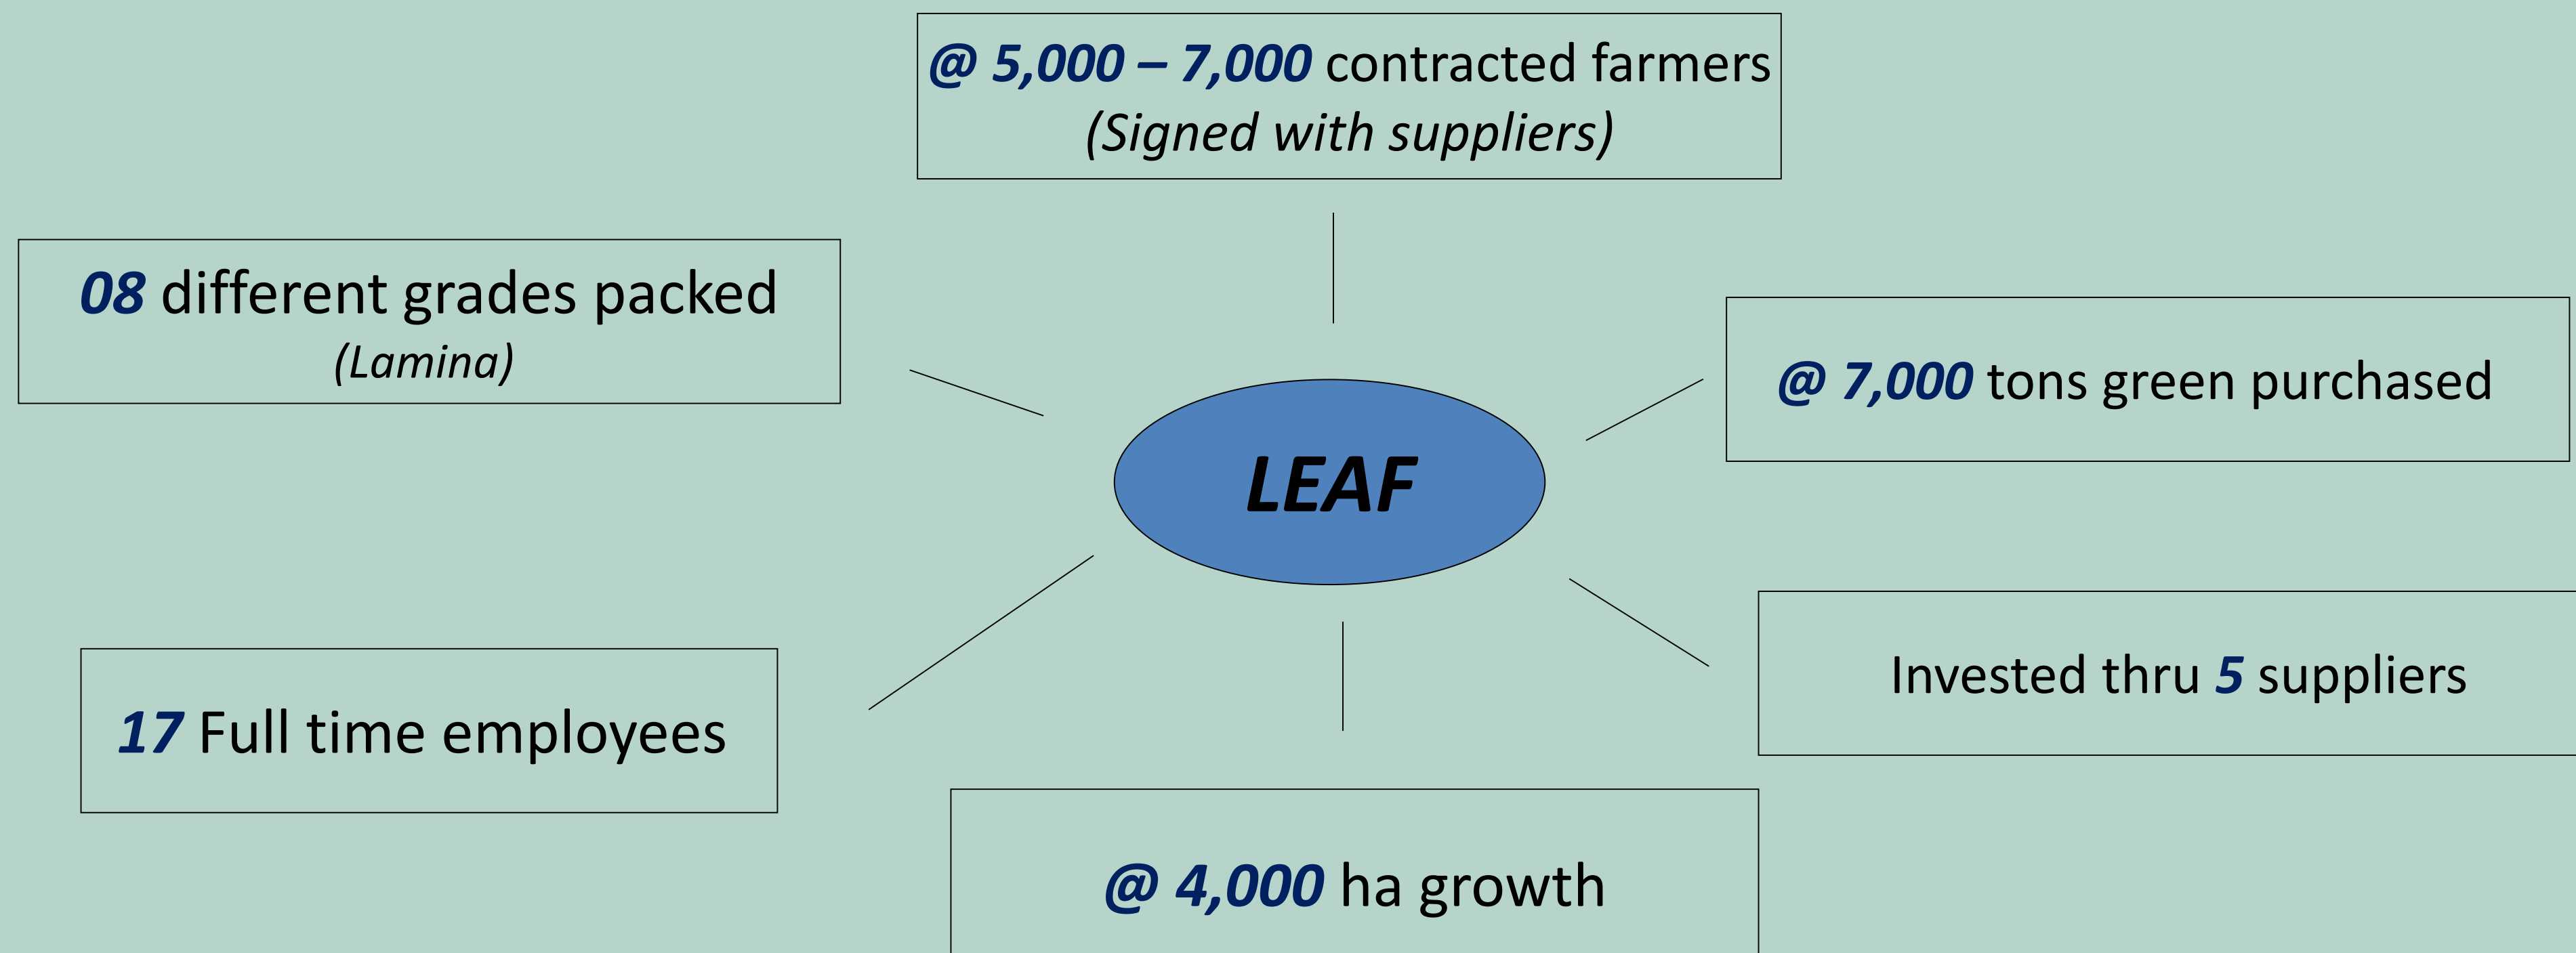 @ 5,000 – 7,000 contracted farmers
(Signed with suppliers)
08 different grades packed
(Lamina)
@ 7,000 tons green purchased
LEAF
Invested thru 5 suppliers
17 Full time employees
@ 4,000 ha growth